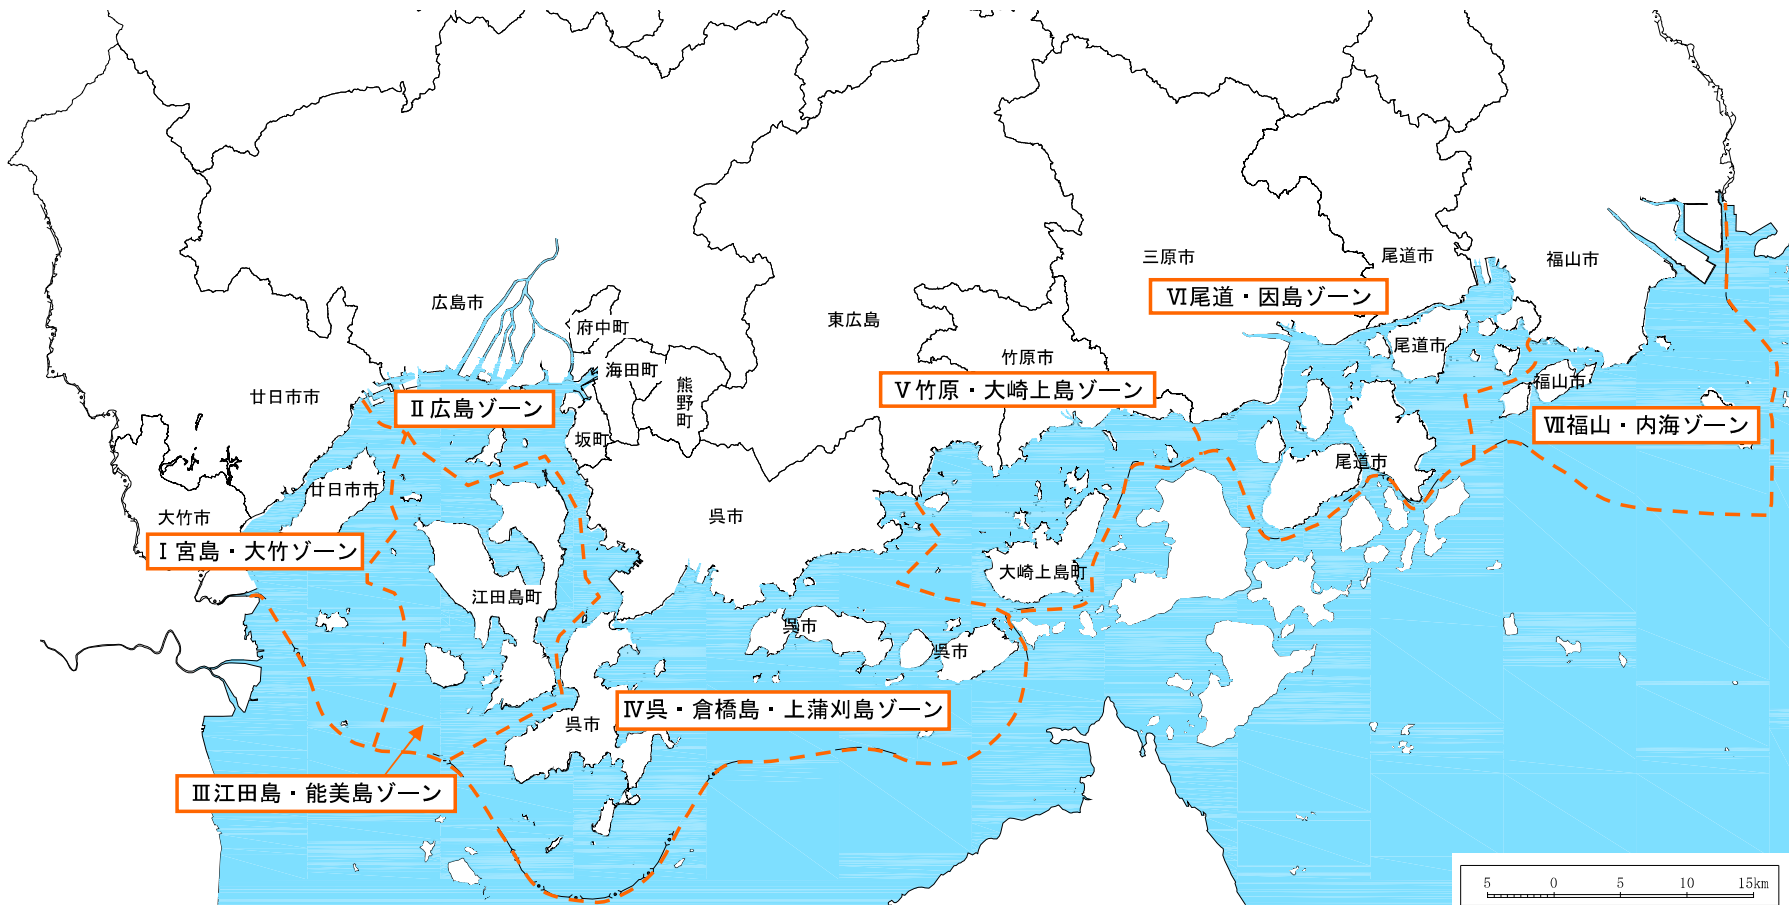 三原市
尾道市
福山市
Ⅵ尾道・因島ゾーン
広島市
府中町
東広島
竹原市
尾道市
海田町
熊野町
福山市
廿日市市
Ⅱ広島ゾーン
Ⅴ竹原・大崎上島ゾーン
坂町
Ⅶ福山・内海ゾーン
尾道市
廿日市市
大竹市
呉市
Ⅰ宮島・大竹ゾーン
大崎上島町
江田島町
呉市
呉市
Ⅳ呉・倉橋島・上蒲刈島ゾーン
呉市
Ⅲ江田島・能美島ゾーン
5 0 5 10 15km